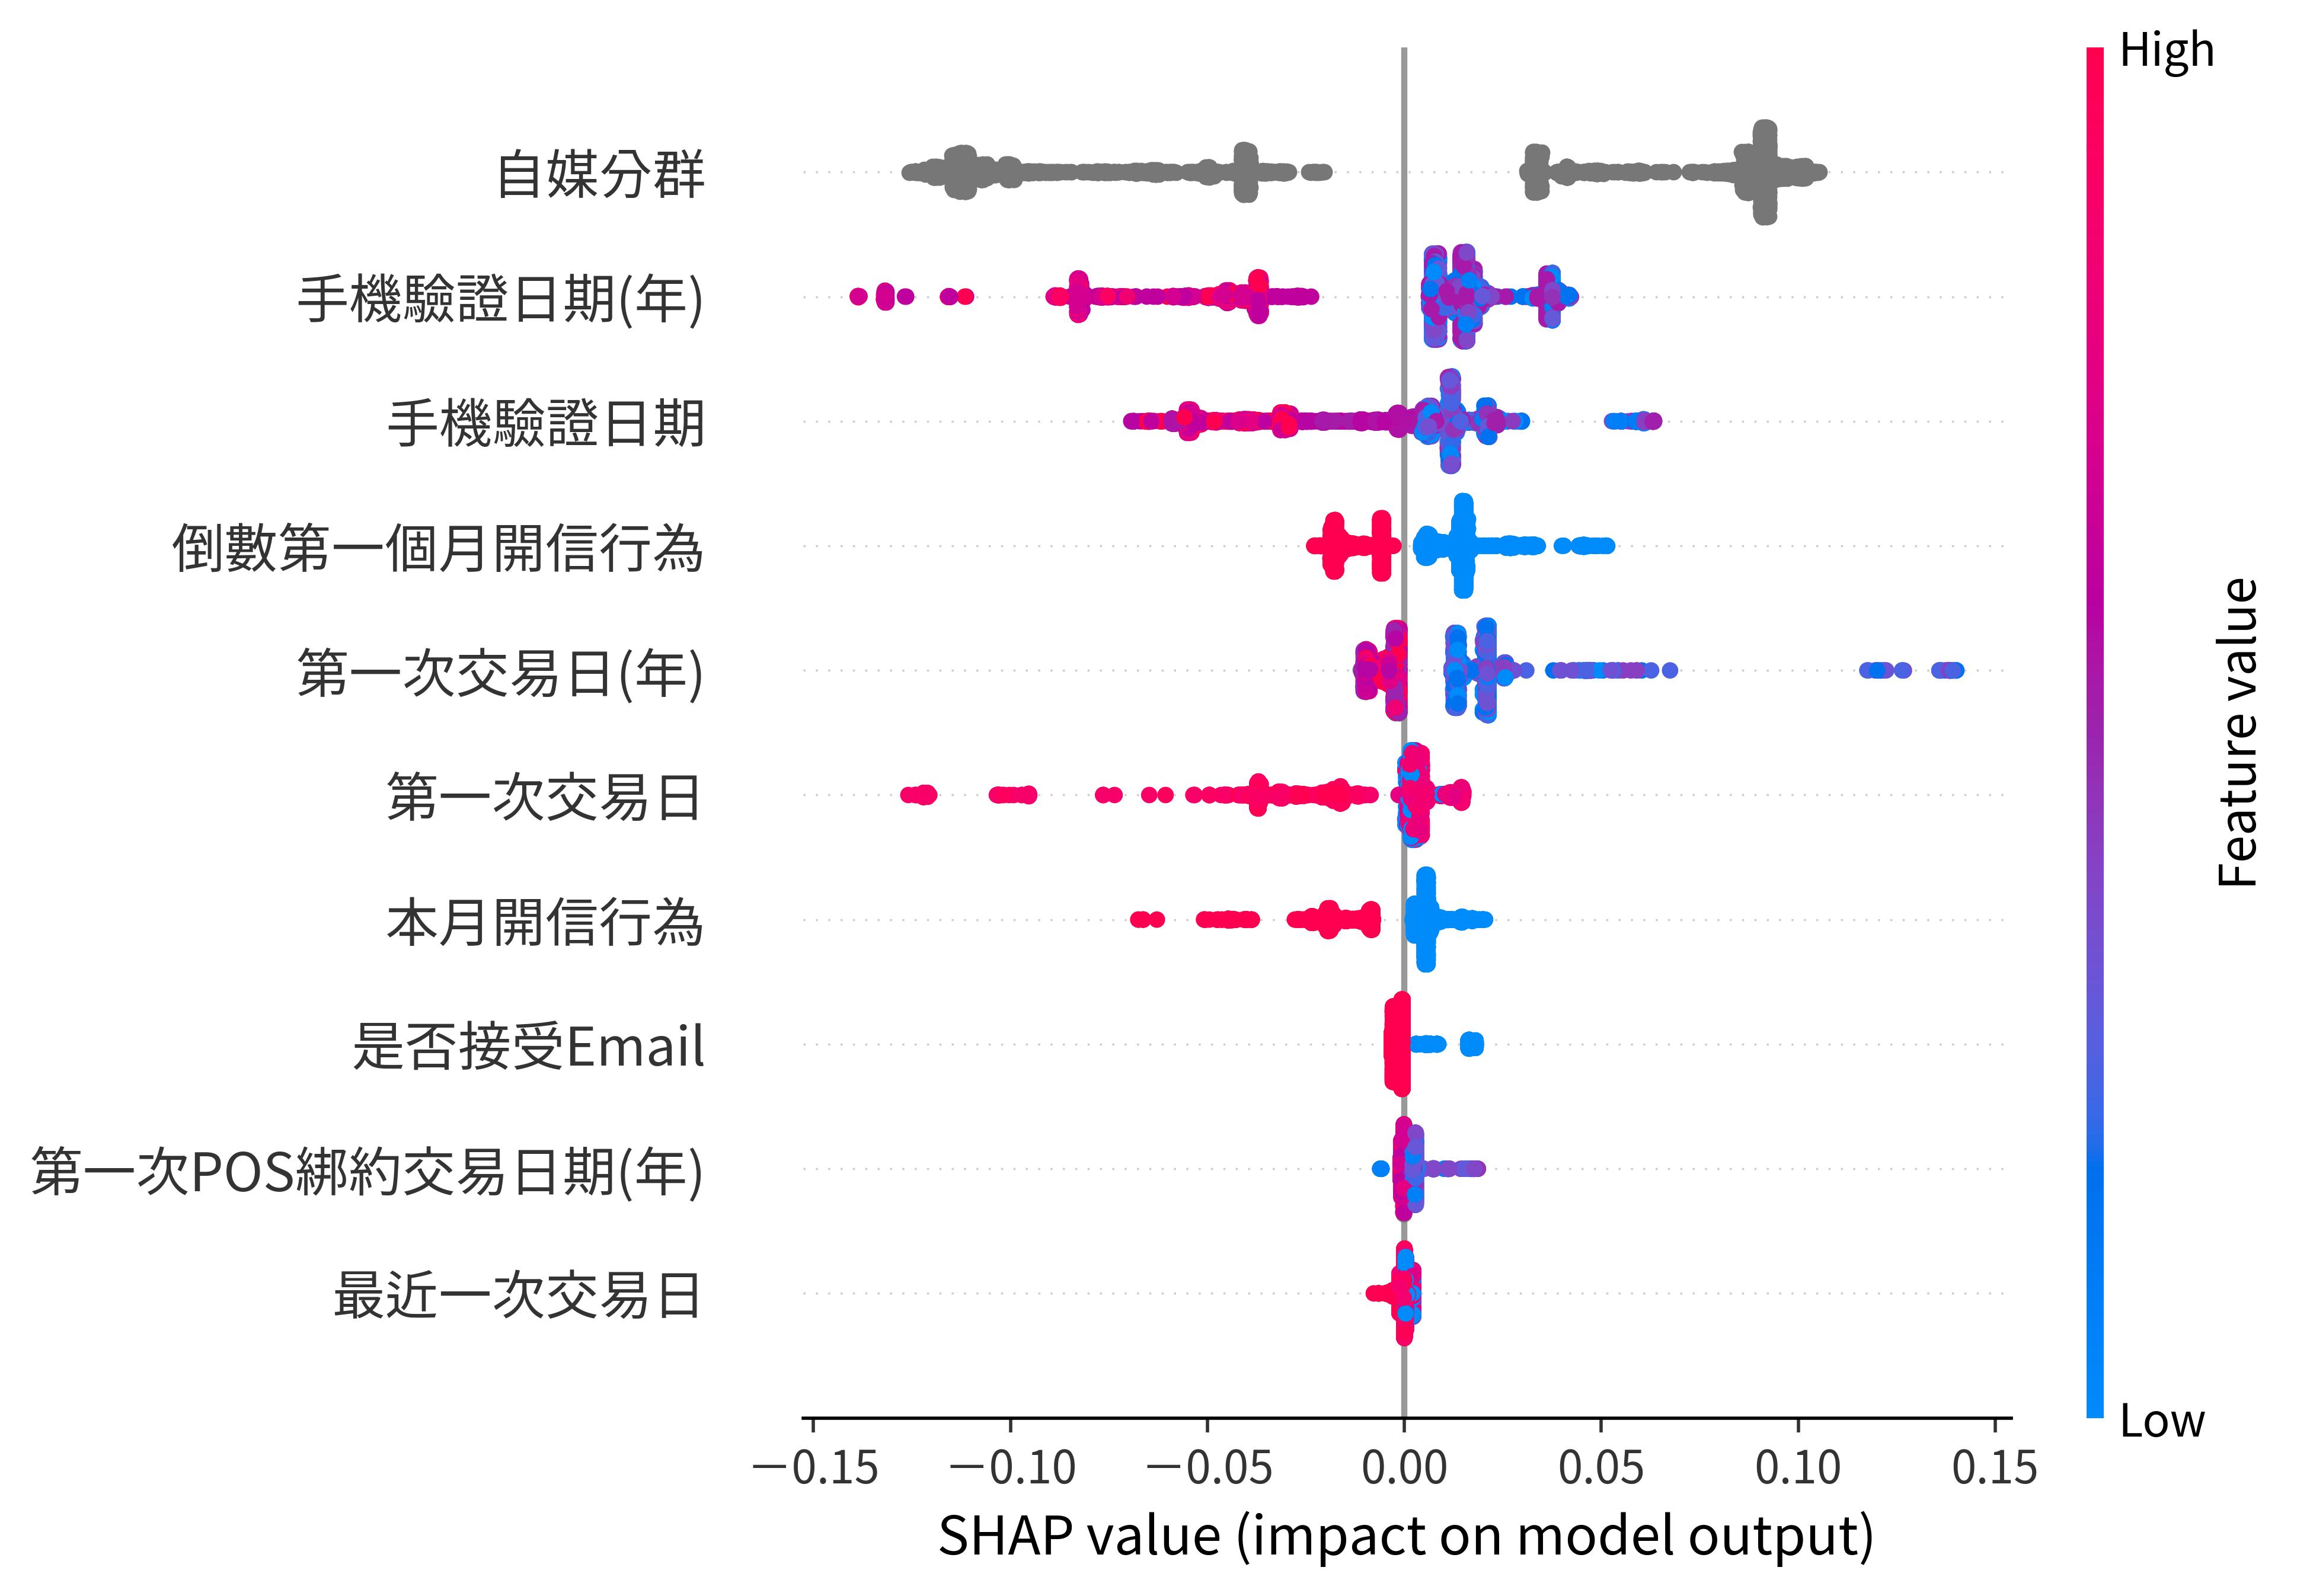 High
自媒分群
手機驗證日期(年)
手機驗證日期
倒數第一個月開信行為
第一次交易日(年)
第一次交易日
本月開信行為
是否接受Email
第一次POS綁約交易日期(年)
最近一次交易日
Feature value
Low
−0.15 −0.10 −0.05 0.00 0.05 0.10 0.15
SHAP value (impact on model output)